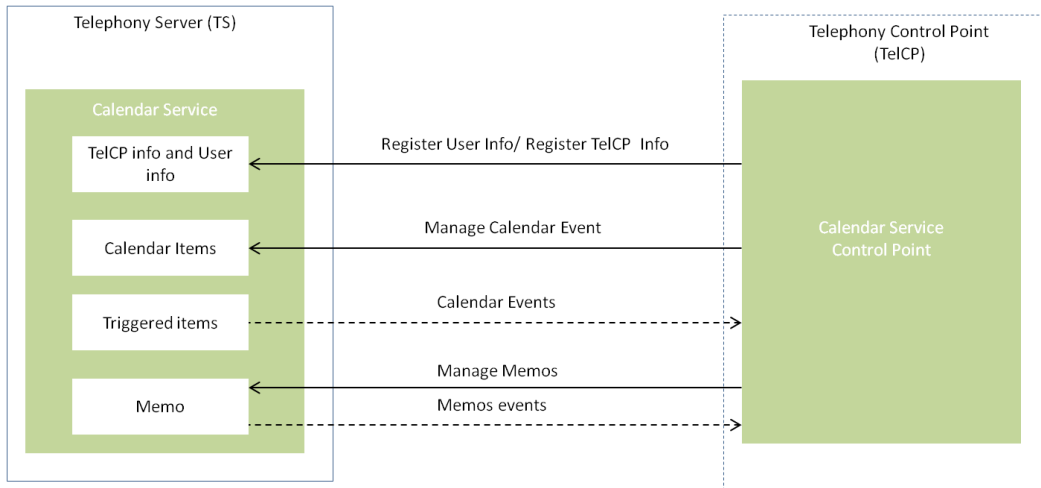 Telephony Server (TS)
Calendar Service
TelCP info and User
info
Calendar Items
Triggered items
Memo
Register User Info/ Register TelCP Info
Manage Calendar Event
Calendar Events
Manage Memos
Memos events
Telephony Control Point
(TelCP)
Calendar Service
Control Point